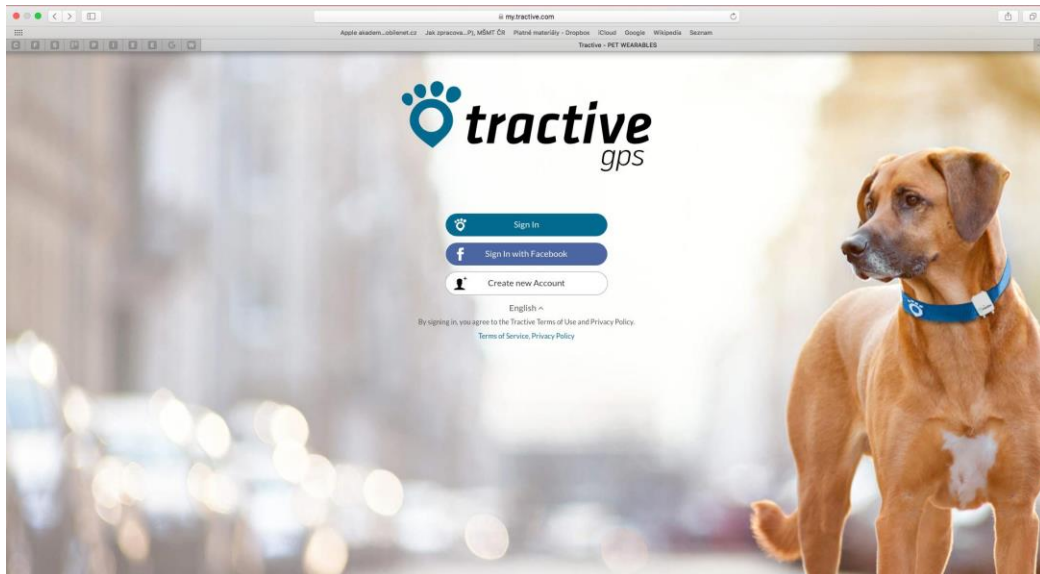 my.tractive.com
Apple akadem...obilenet.cz Jak zpracova...P), MŠMT ČR Platné materiály - Dropbox iCloud Google Wikipedia Seznam
Tractive - PET WEARABLES
tractive
gps
Sign In
f Sign In with Facebook
Create new Account
English
By signing in, you agree to the Tractive Terms of Use and Privacy Policy.
Terms of Service, Privacy Policy